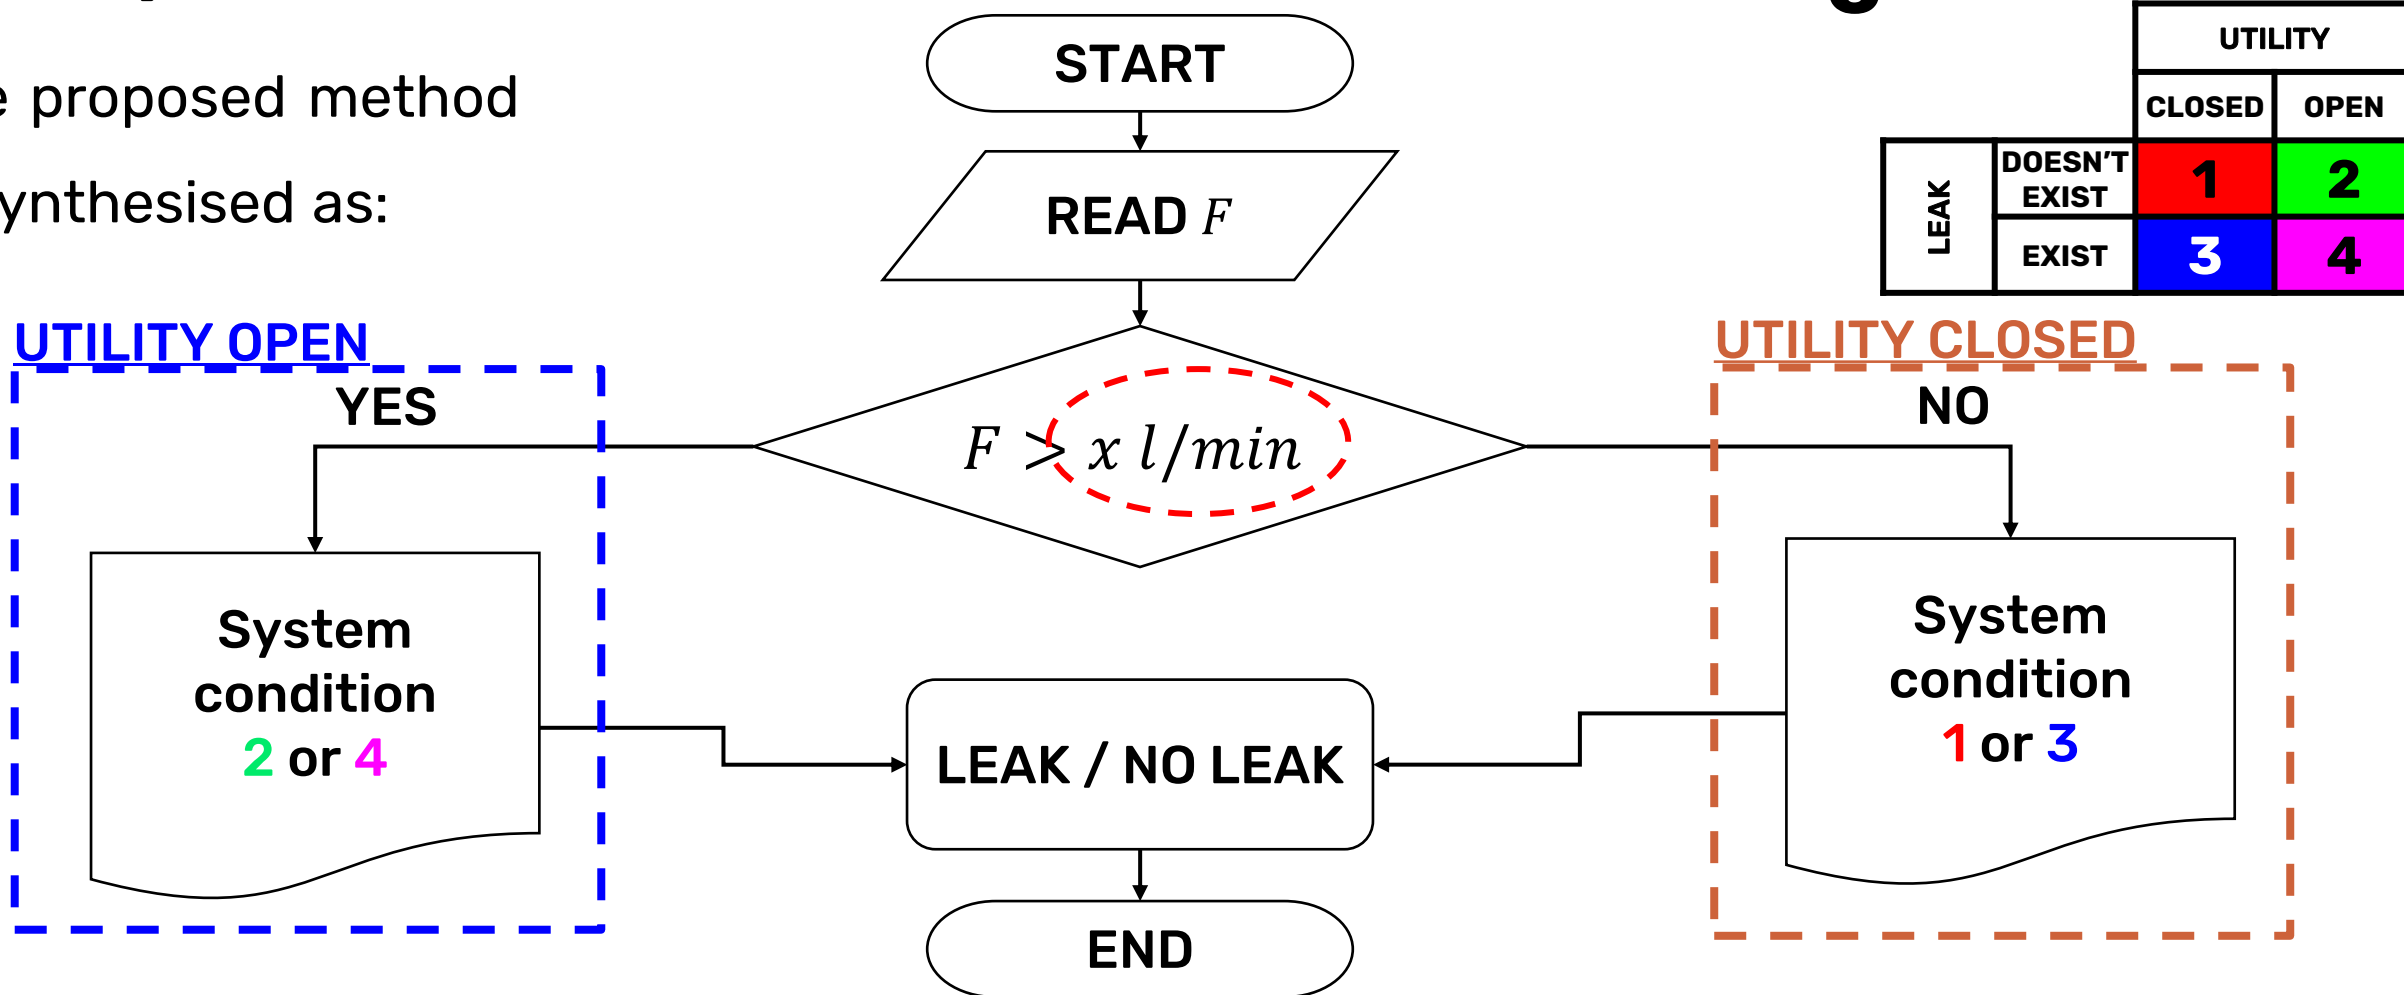 proposed method
ynthesised as:
START
READ F
F > x l/min
UTILITY
CLOSED OPEN
LEAK
DOESN'T
EXIST
1 2
EXIST
3 4
UTILITY OPEN
YES
System
condition
2 or 4
UTILITY CLOSED
NO
System
condition
1 or 3
LEAK / NO LEAK
END